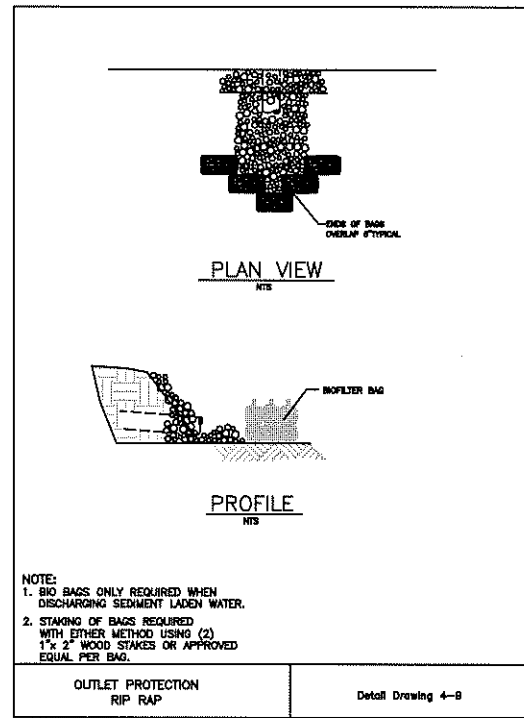 ENDS OF BAGS
OVERLAP 6"TYPICAL
PLAN VIEW
NTS
BIOFILTER BAG
PROFILE
NTS
NOTE:
1. BIO BAGS ONLY REQUIRED WHEN
DISCHARGING SEDIMENT LADEN WATER.
2. STAKING OF BAGS REQUIRED
WITH EITHER METHOD USING (2)
1"x 2" WOOD STAKES OR APPROVED
EQUAL PER BAG.
OUTLET PROTECTION
RIP RAP
Detail Drawing 4-9